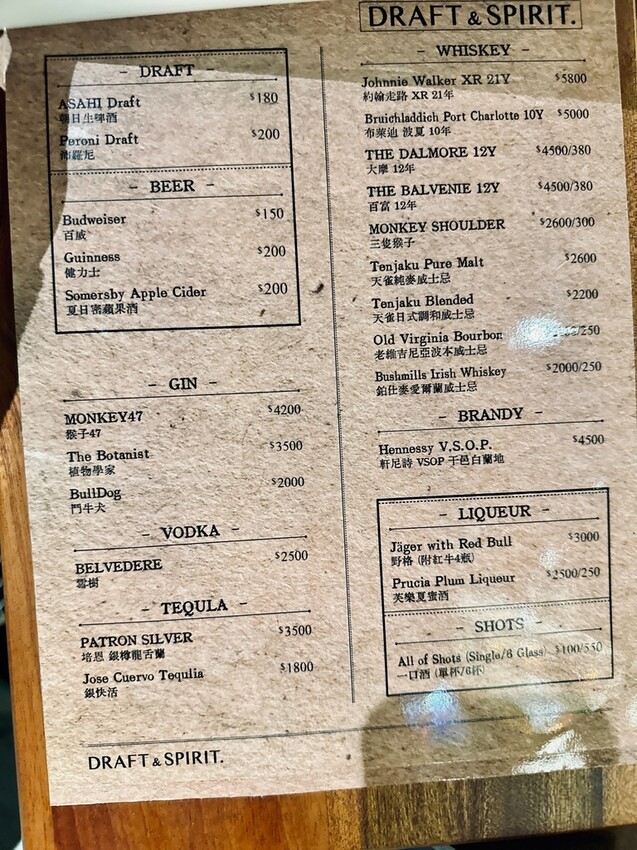 DRAFT & SPIRIT.
- DRAFT -
ASAHI Draft $180
朝日生啤酒
Peroni Draft $200
沛羅尼
- BEER -
Budweiser $150
百威
Guinness $200
健力士
Somersby Apple Cider $200
夏日密蘋果酒
- GIN -
MONKEY47 $4200
猴子47
The Botanist $3500
植物學家
BullDog $2000
鬥牛犬
- VODKA -
BELVEDERE $2500
雪樹
- TEQULA -
PATRON SILVER $3500
培恩 銀樽龍舌蘭
Jose Cuervo Tequlia $1800
銀快活
- WHISKEY -
Johnnie Walker XR 21Y $5800
約翰走路 XR 21年
Bruichladdich Port Charlotte 10Y $5000
布萊迪 波夏 10年
THE DALMORE 12Y $4500/380
大摩 12年
THE BALVENIE 12Y $4500/380
百富 12年
MONKEY SHOULDER $2600/300
三隻猴子
Tenjaku Pure Malt $2600
天雀純麥威士忌
Tenjaku Blended $2200
天雀日式調和威士忌
Old Virginia Bourbon /250
老維吉尼亞波本威士忌
Bushmills Irish Whiskey $2000/250
鉑仕麥愛爾蘭威士忌
- BRANDY -
Hennessy V.S.O.P. $4500
軒尼詩 VSOP 干邑白蘭地
- LIQUEUR -
Jäger with Red Bull $3000
野格 (附紅牛4瓶)
Prucia Plum Liqueur $2500/250
芙樂夏蜜酒
- SHOTS -
All of Shots (Single/6 Glass) $100/550
一口酒 (單杯/6杯)
DRAFT & SPIRIT.